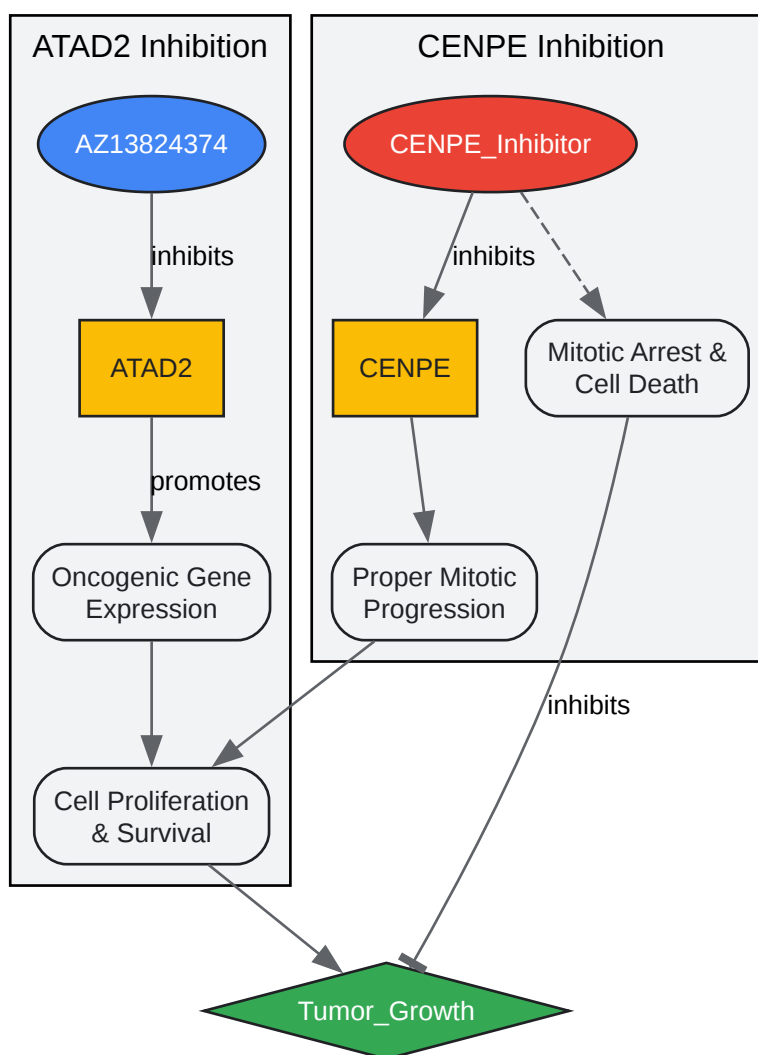 ATAD2 Inhibition
AZ13824374
inhibits
ATAD2
promotes
Oncogenic Gene
Expression
Cell Proliferation
& Survival
CENPE Inhibition
CENPE_Inhibitor
inhibits
CENPE
Mitotic Arrest &
Cell Death
Proper Mitotic
Progression
inhibits
Tumor_Growth